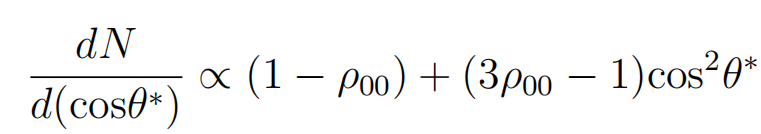 dN/d(cosθ*) ∝ (1 − ρ₀₀) + (3ρ₀₀ − 1)cos²θ*